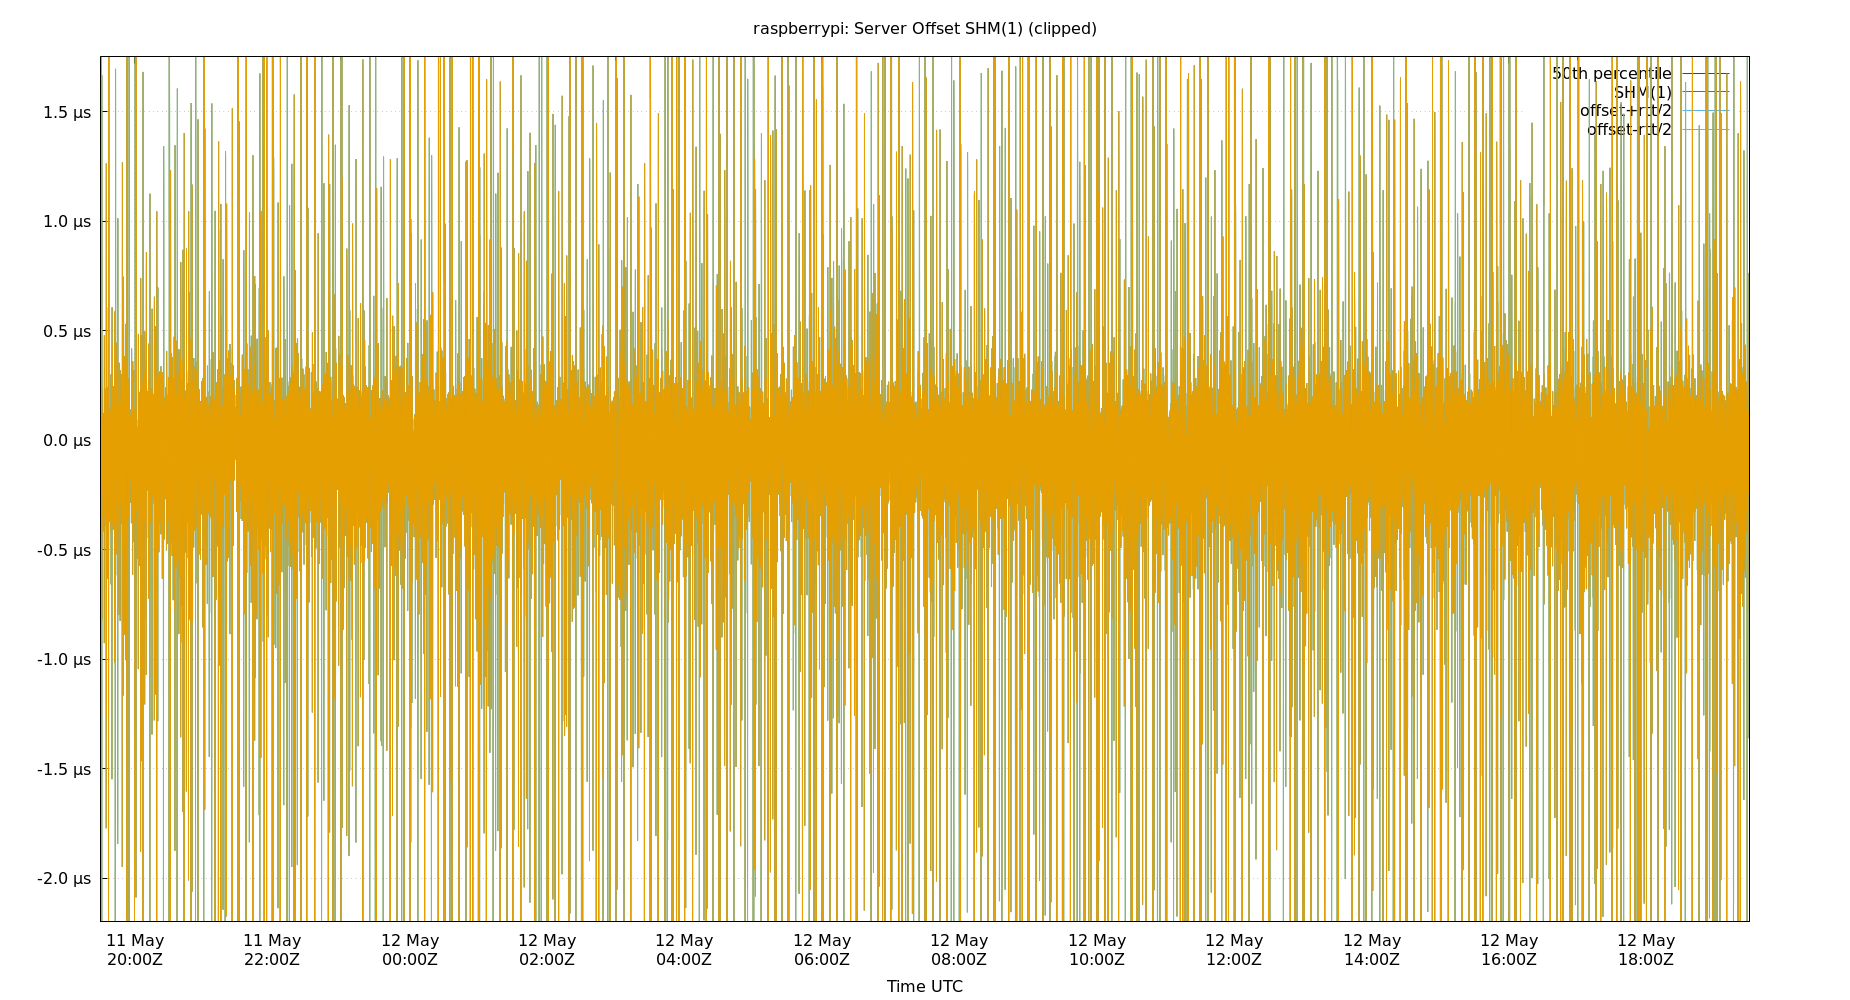 raspberrypi: Server Offset SHM(1) (clipped)
50th percentile
SHM(1)
offset+rtt/2
offset-rtt/2
1.5 µs
1.0 µs
0.5 µs
0.0 µs
-0.5 µs
-1.0 µs
-1.5 µs
-2.0 µs
11 May 11 May 12 May 12 May 12 May 12 May 12 May 12 May 12 May 12 May 12 May 12 May
20:00Z 22:00Z 00:00Z 02:00Z 04:00Z 06:00Z 08:00Z 10:00Z 12:00Z 14:00Z 16:00Z 18:00Z
Time UTC